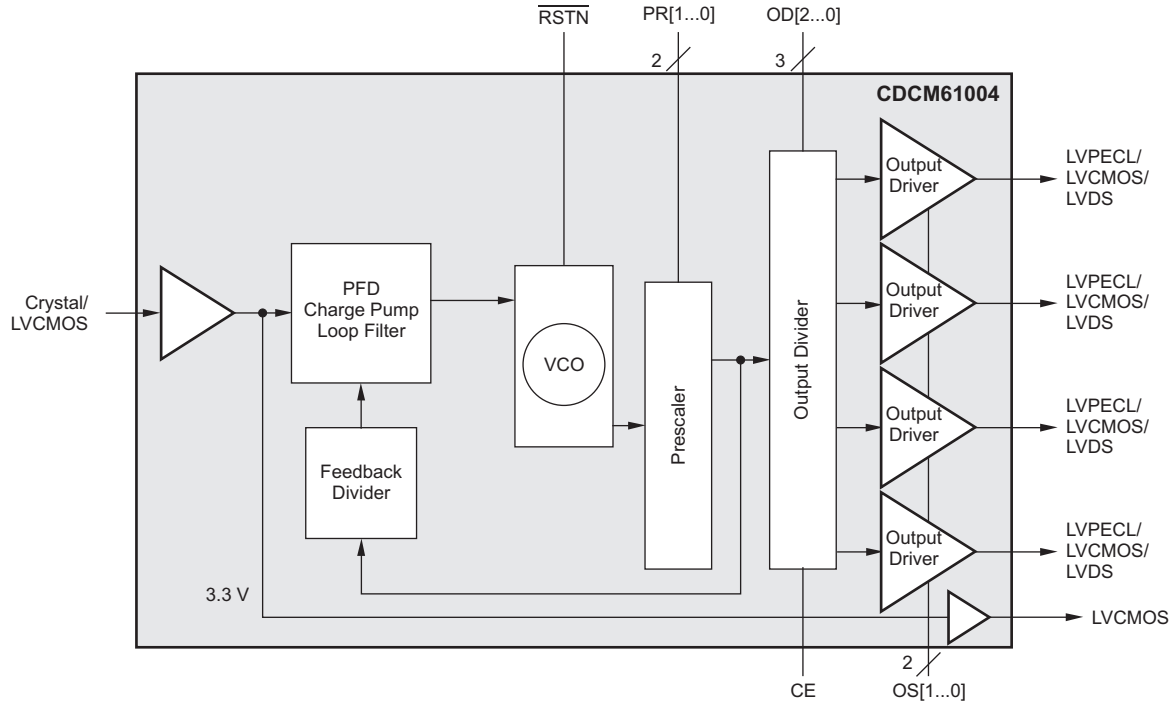 RSTN
PR[1...0]
OD[2...0]
2
3
CDCM61004
Output
Driver
LVPECL/
LVCMOS/
LVDS
Output
Driver
LVPECL/
LVCMOS/
LVDS
Crystal/
LVCMOS
PFD
Charge Pump
Loop Filter
VCO
Prescaler
Output Divider
Feedback
Divider
Output
Driver
LVPECL/
LVCMOS/
LVDS
Output
Driver
LVPECL/
LVCMOS/
LVDS
3.3 V
LVCMOS
2
CE
OS[1...0]